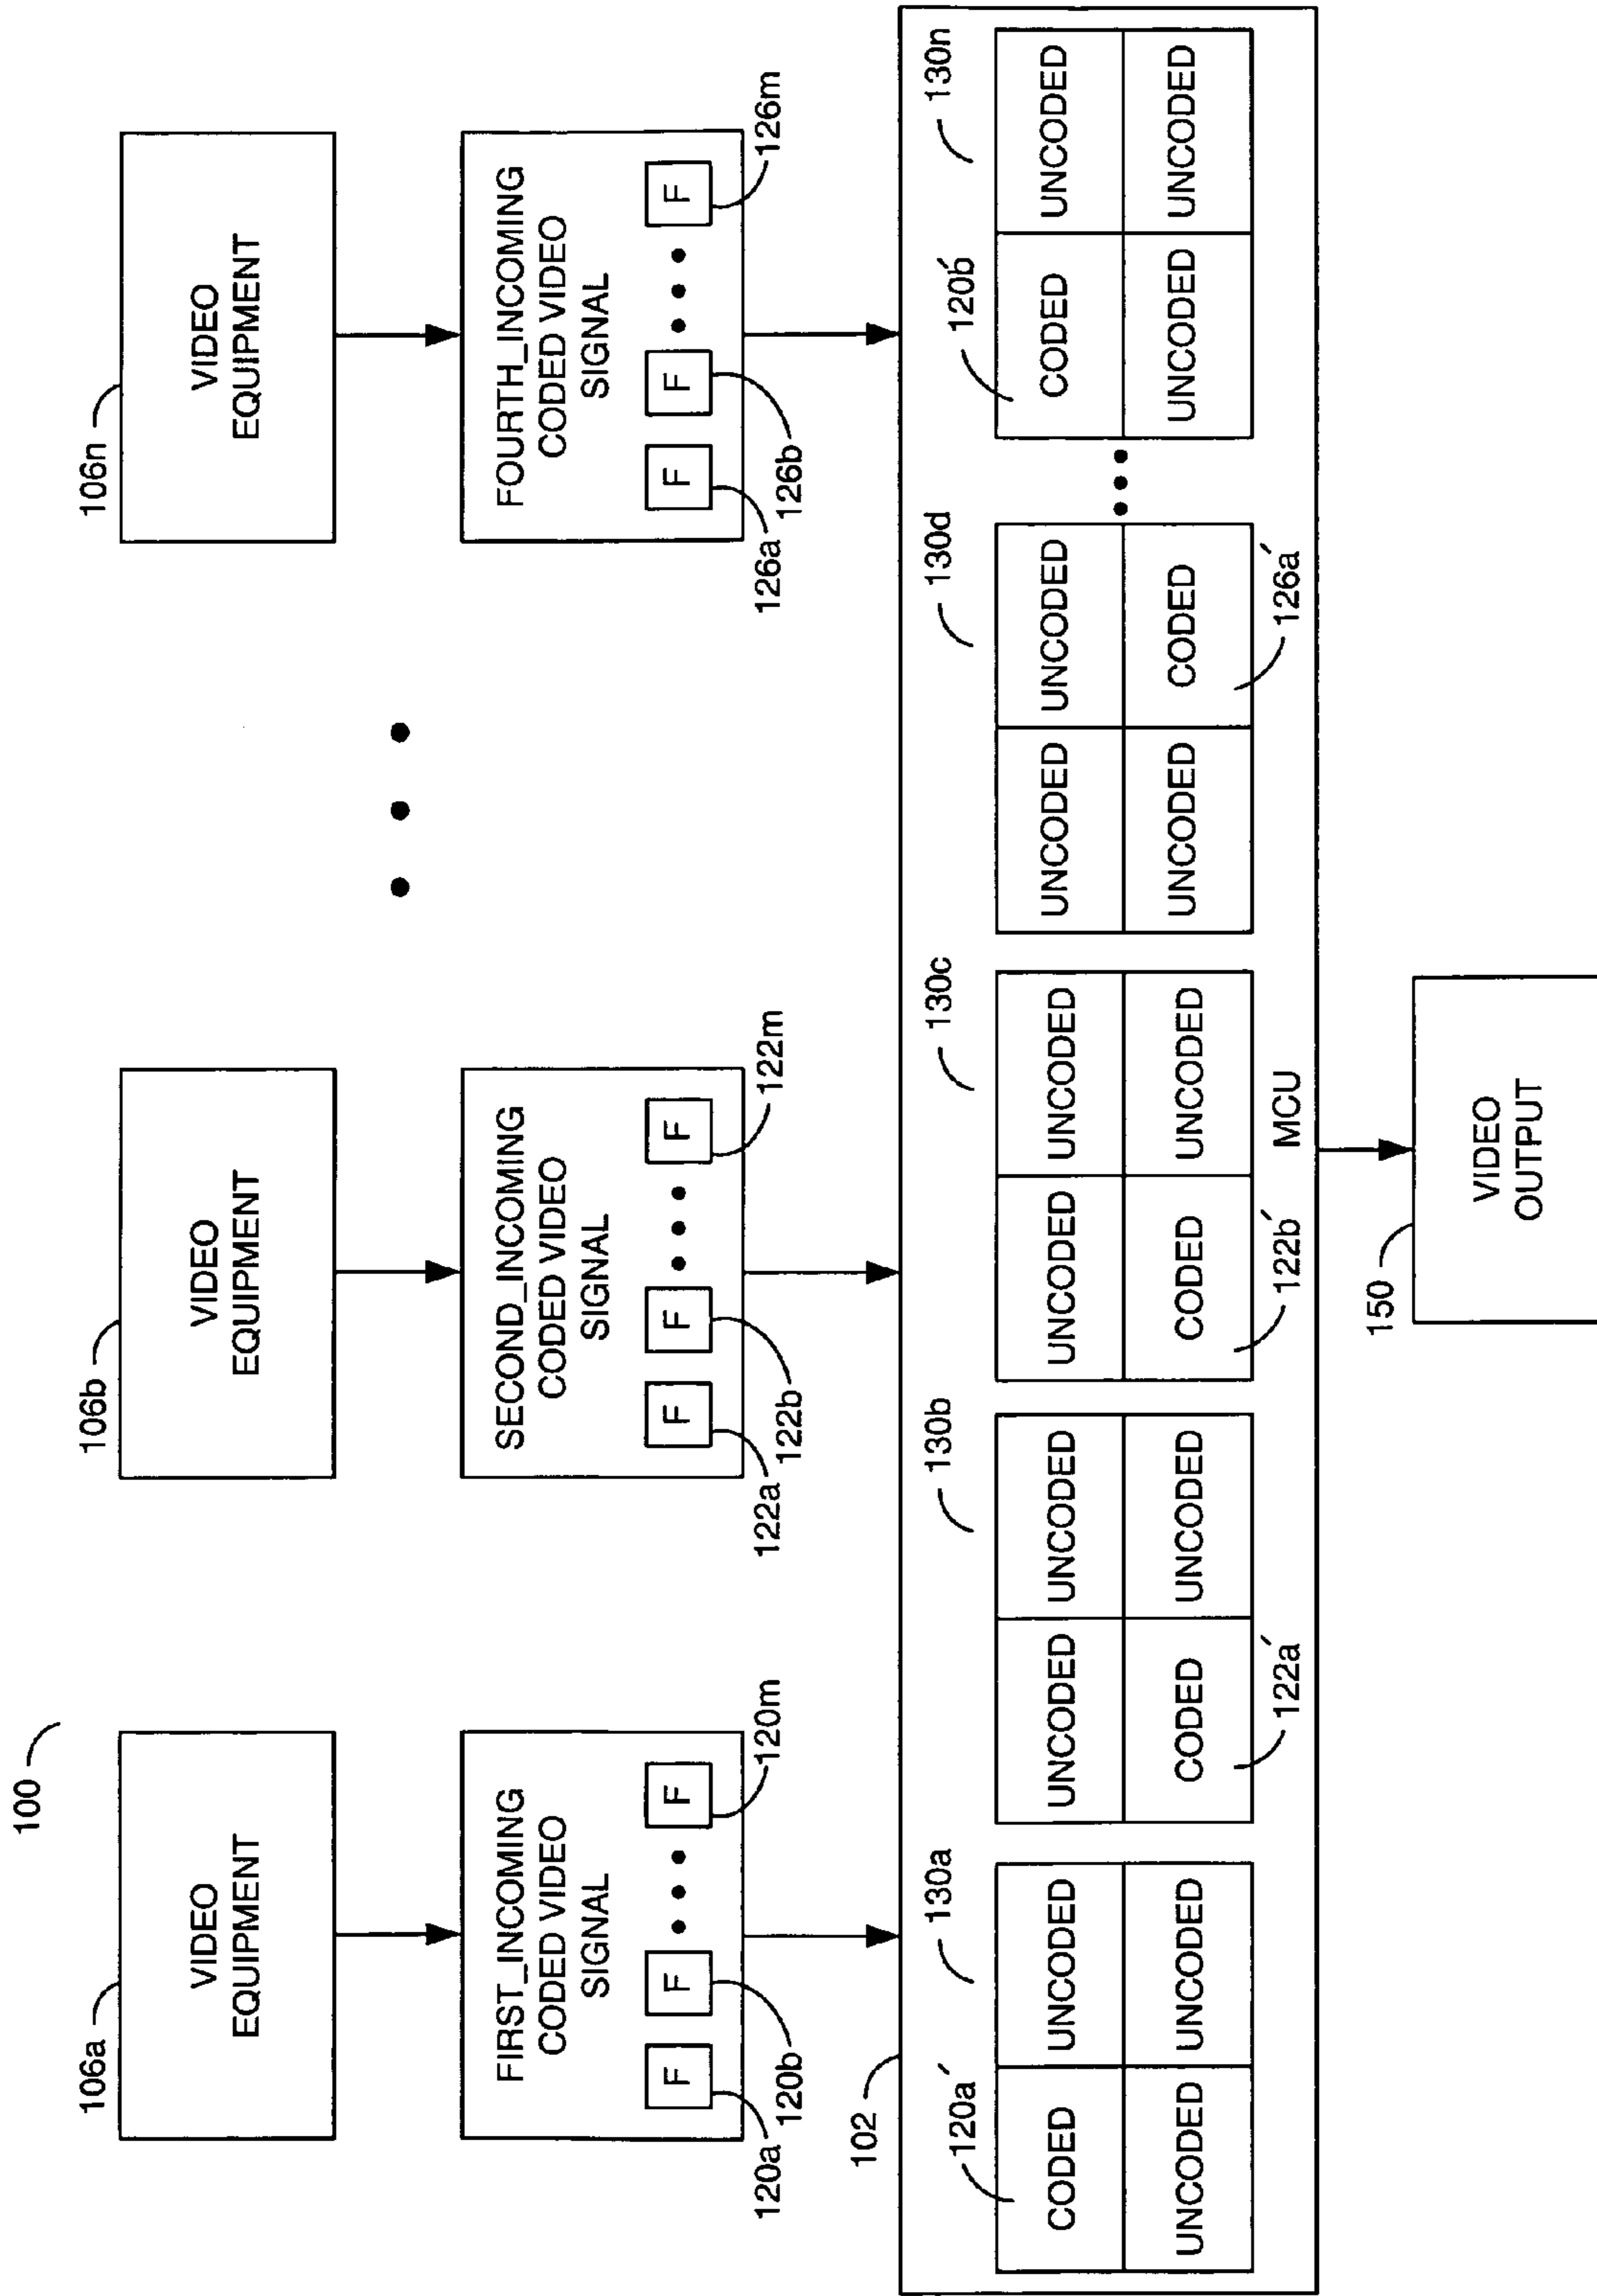 100
106a
106b
106n
VIDEO
EQUIPMENT
VIDEO
EQUIPMENT
VIDEO
EQUIPMENT
FIRST_INCOMING
CODED VIDEO
SIGNAL
F
F
F
120a
120b
120m
SECOND_INCOMING
CODED VIDEO
SIGNAL
F
F
F
122a
122b
122m
FOURTH_INCOMING
CODED VIDEO
SIGNAL
F
F
F
126a
126b
126m
102
120a'
130a
CODED
UNCODED
UNCODED
UNCODED
130b
UNCODED
UNCODED
CODED
UNCODED
122a'
130c
UNCODED
UNCODED
CODED
UNCODED
122b'
130d
UNCODED
UNCODED
UNCODED
CODED
126a'
120b'
130n
CODED
UNCODED
UNCODED
UNCODED
MCU
150
VIDEO
OUTPUT